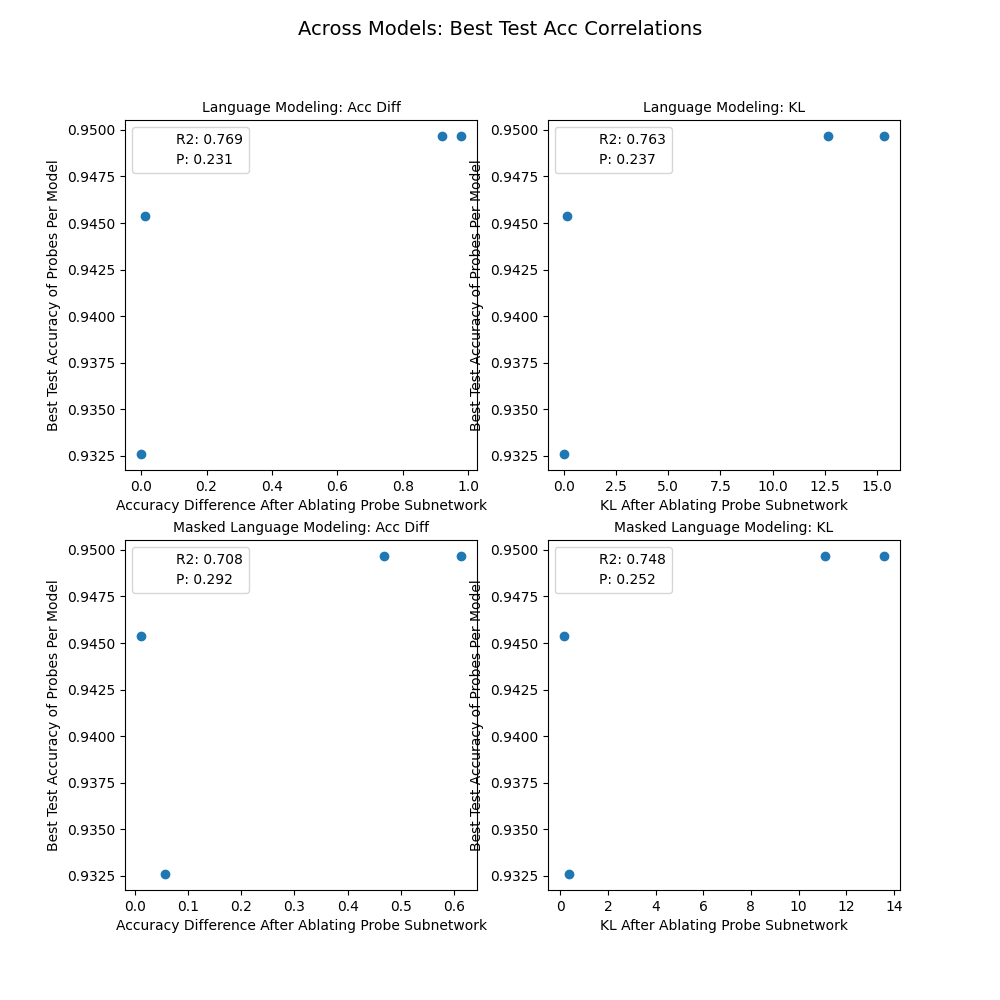 Across Models: Best Test Acc Correlations
Language Modeling: Acc Diff
R2: 0.769
P: 0.231
0.9500
0.9475
0.9450
0.9425
0.9400
0.9375
0.9350
0.9325
Best Test Accuracy of Probes Per Model
0.0 0.2 0.4 0.6 0.8 1.0
Accuracy Difference After Ablating Probe Subnetwork
Language Modeling: KL
R2: 0.763
P: 0.237
0.9500
0.9475
0.9450
0.9425
0.9400
0.9375
0.9350
0.9325
Best Test Accuracy of Probes Per Model
0.0 2.5 5.0 7.5 10.0 12.5 15.0
KL After Ablating Probe Subnetwork
Masked Language Modeling: Acc Diff
R2: 0.708
P: 0.292
0.9500
0.9475
0.9450
0.9425
0.9400
0.9375
0.9350
0.9325
Best Test Accuracy of Probes Per Model
0.0 0.1 0.2 0.3 0.4 0.5 0.6
Accuracy Difference After Ablating Probe Subnetwork
Masked Language Modeling: KL
R2: 0.748
P: 0.252
0.9500
0.9475
0.9450
0.9425
0.9400
0.9375
0.9350
0.9325
Best Test Accuracy of Probes Per Model
0 2 4 6 8 10 12 14
KL After Ablating Probe Subnetwork